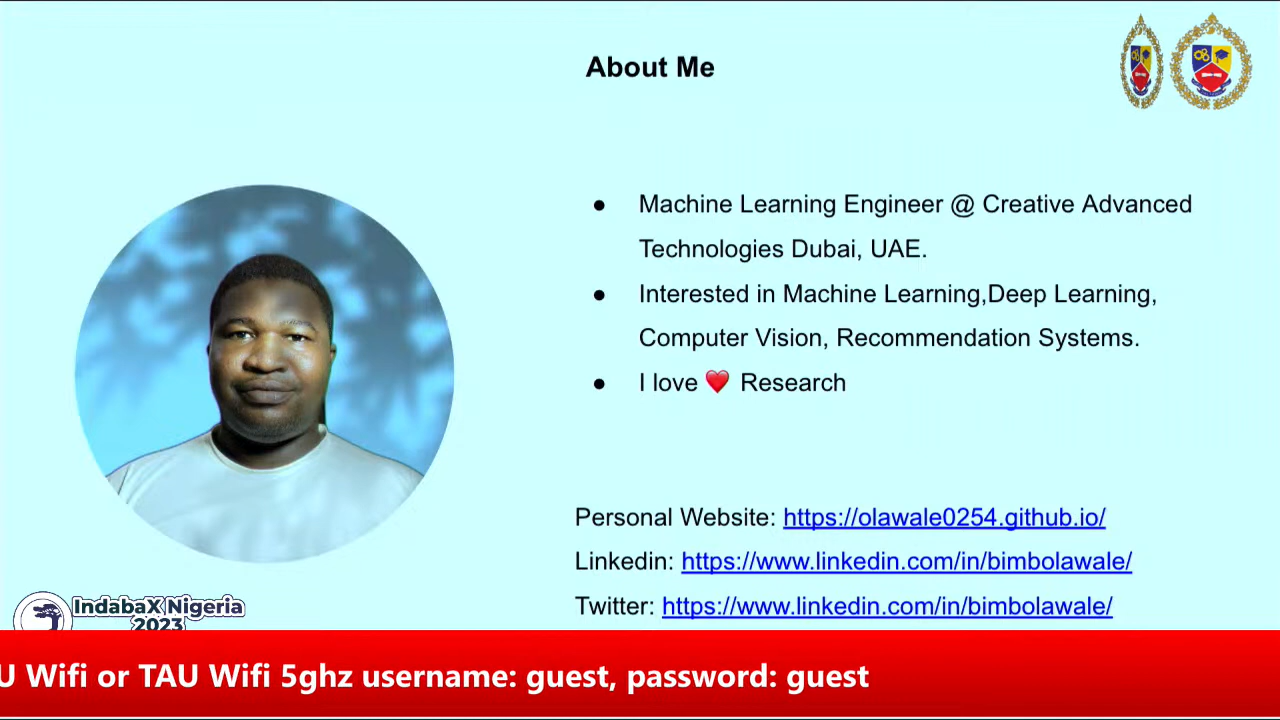 About Me
● Machine Learning Engineer @ Creative Advanced
Technologies Dubai, UAE.
● Interested in Machine Learning,Deep Learning,
Computer Vision, Recommendation Systems.
● I love ❤️ Research
Personal Website: https://olawale0254.github.io/
Linkedin: https://www.linkedin.com/in/bimbolawale/
Twitter: https://www.linkedin.com/in/bimbolawale/
IndabaX Nigeria
2023
U Wifi or TAU Wifi 5ghz username: guest, password: guest